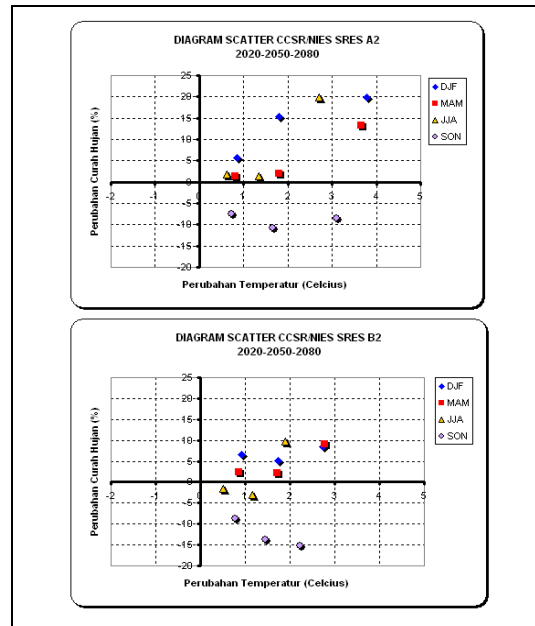 DIAGRAM SCATTER CCSR/NIES SRES A2
2020-2050-2080
25
20
15
10
5
0
-5
-10
-15
-20
-2
-1
0
1
2
3
4
5
Perubahan Curah Hujan (%)
Perubahan Temperatur (Celcius)
DJF
MAM
JJA
SON
DIAGRAM SCATTER CCSR/NIES SRES B2
2020-2050-2080
25
20
15
10
5
0
-5
-10
-15
-20
-2
-1
0
1
2
3
4
5
Perubahan Curah Hujan (%)
Perubahan Temperatur (Celcius)
DJF
MAM
JJA
SON